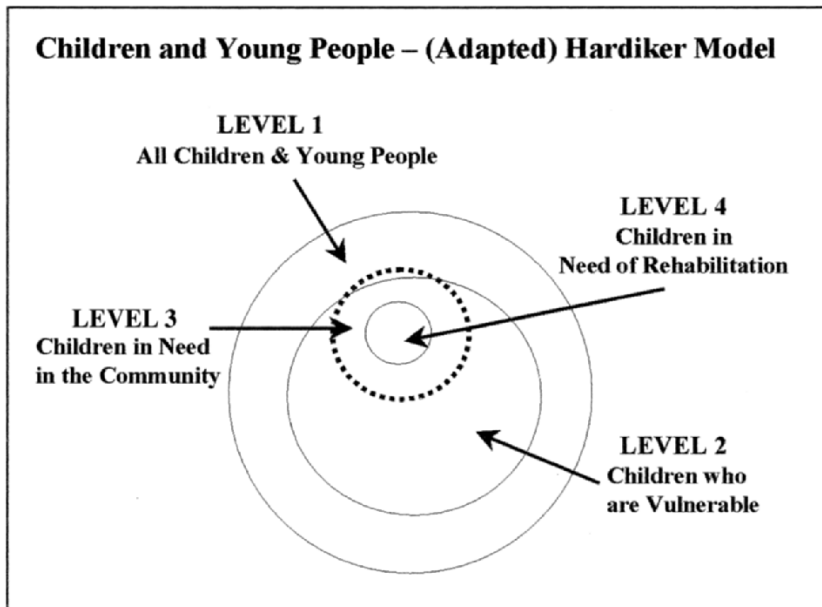 Children and Young People – (Adapted) Hardiker Model
LEVEL 1
All Children & Young People
LEVEL 4
Children in
Need of Rehabilitation
LEVEL 3
Children in Need
in the Community
LEVEL 2
Children who
are Vulnerable